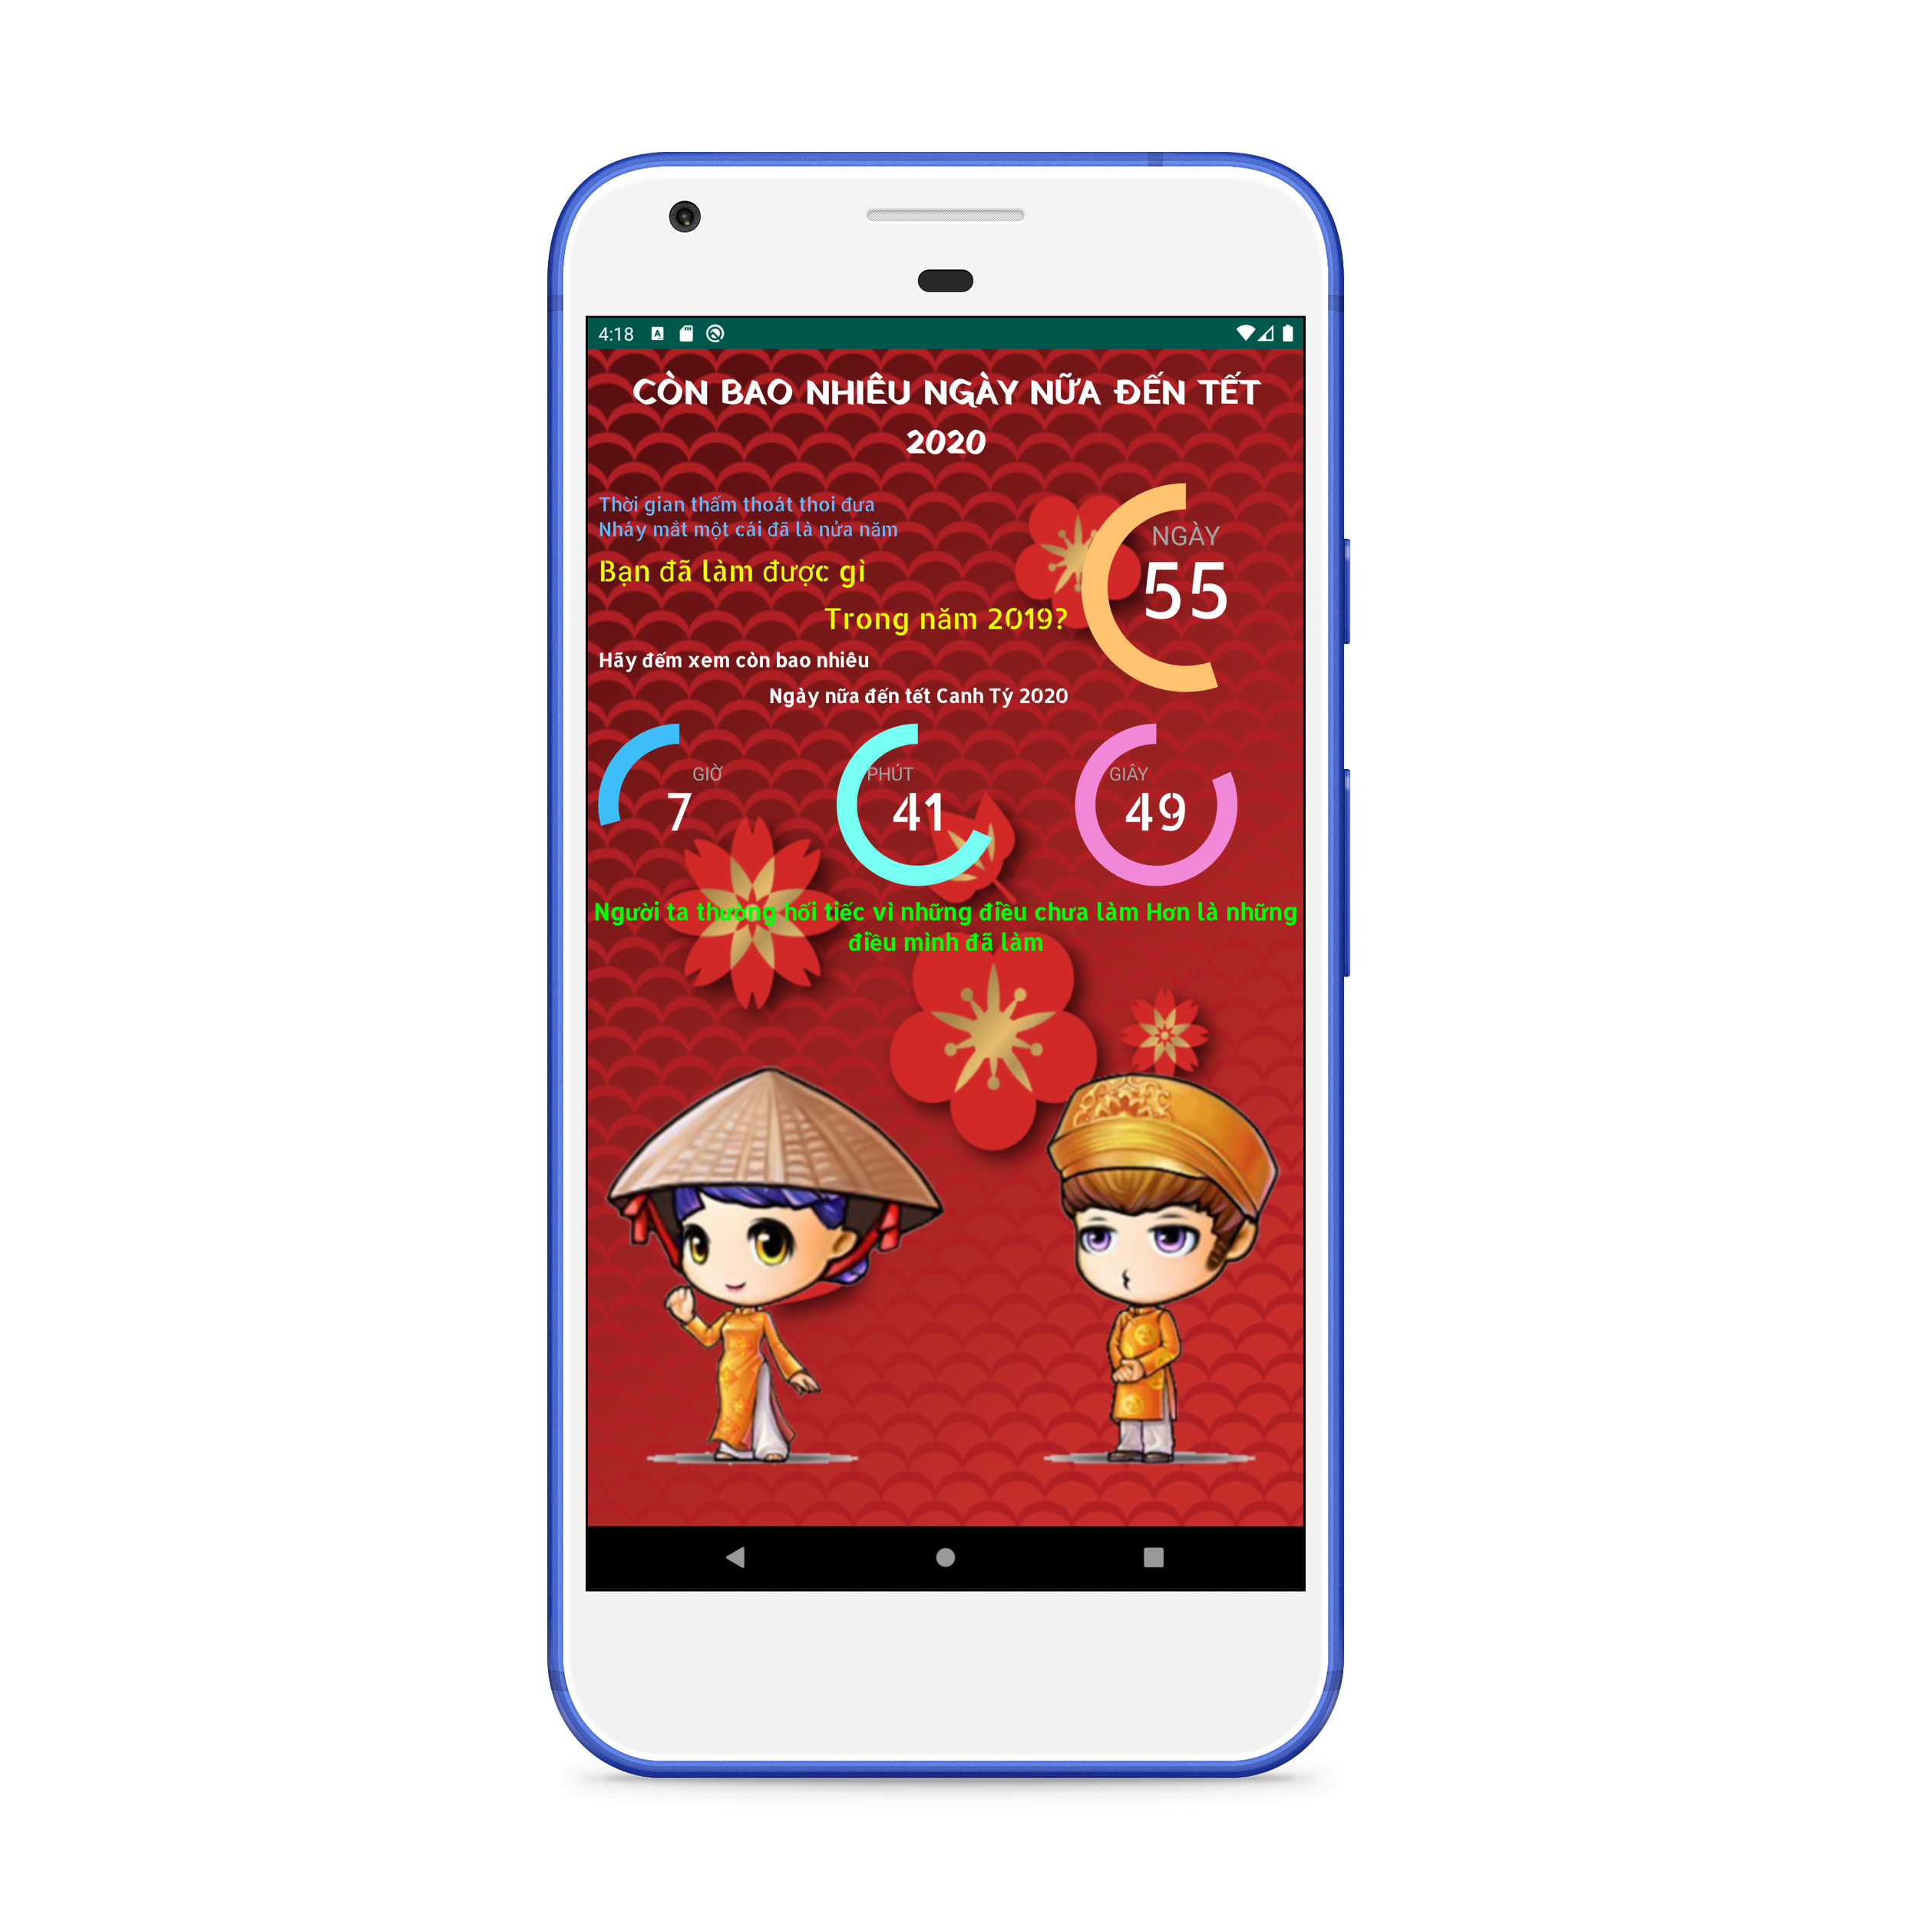 4:18
CÒN BAO NHIÊU NGÀY NỮA ĐẾN TẾT
2020
Thời gian thấm thoát thoi đưa
Nháy mắt một cái đã là nửa năm
Bạn đã làm được gì
Trong năm 2019?
Hãy đếm xem còn bao nhiêu
Ngày nữa đến tết Canh Tý 2020
NGÀY
55
GIỜ
7
PHÚT
41
GIÂY
49
Người ta thường hối tiếc vì những điều chưa làm Hơn là những
điều mình đã làm